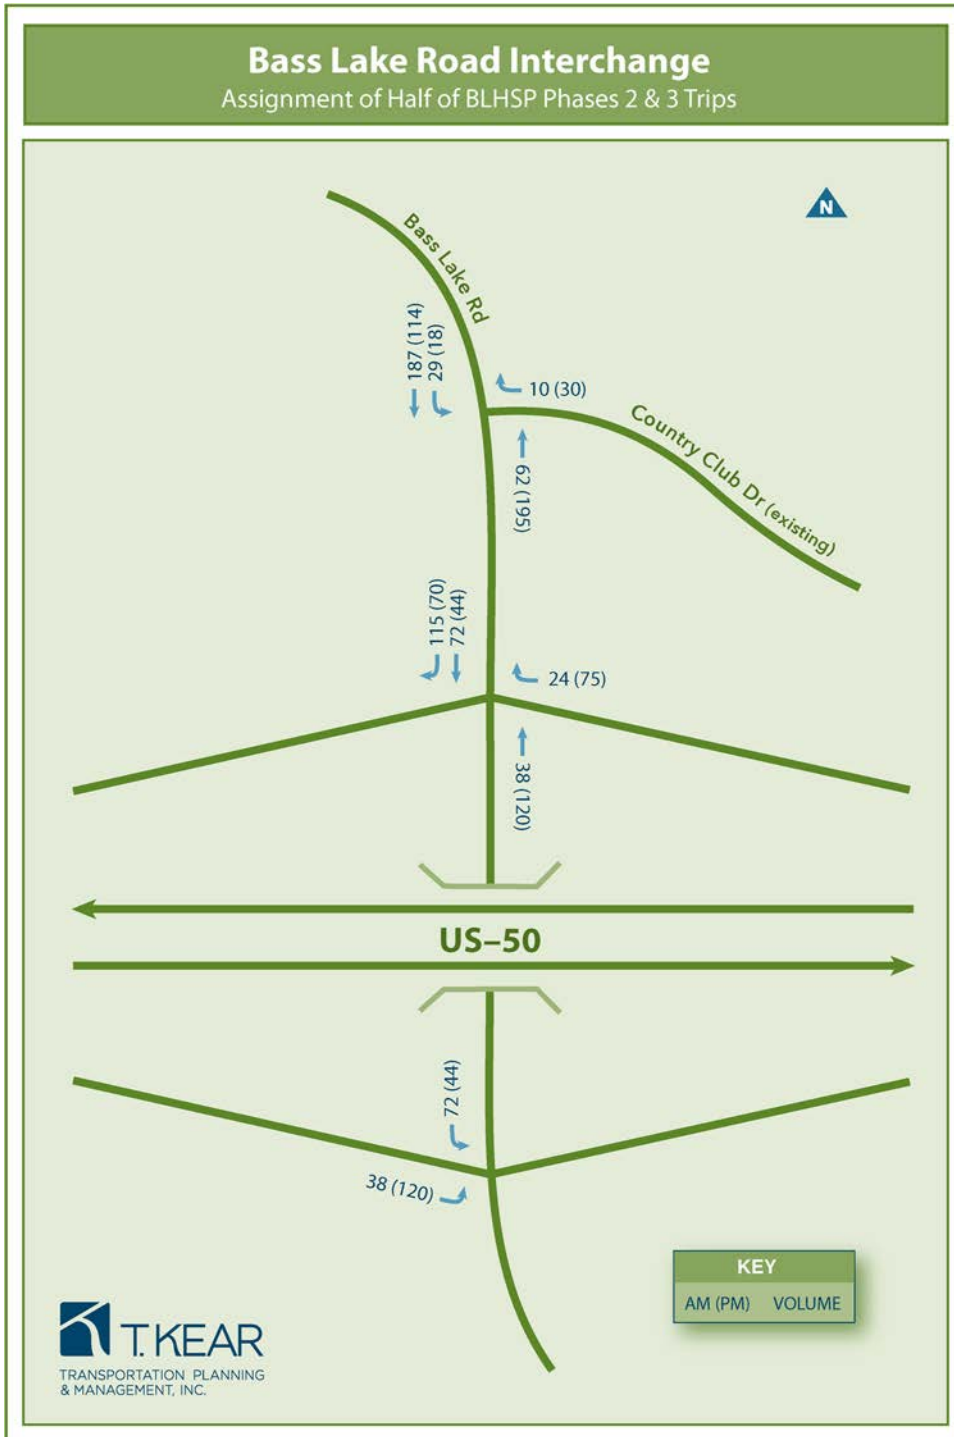 Bass Lake Road Interchange
Assignment of Half of BLHSP Phases 2 & 3 Trips
N
Bass Lake Rd
187 (114)
29 (18)
10 (30)
Country Club Dr (existing)
62 (195)
115 (70)
72 (44)
24 (75)
38 (120)
US–50
72 (44)
38 (120)
KEY
AM (PM) VOLUME
T. KEAR
TRANSPORTATION PLANNING
& MANAGEMENT, INC.